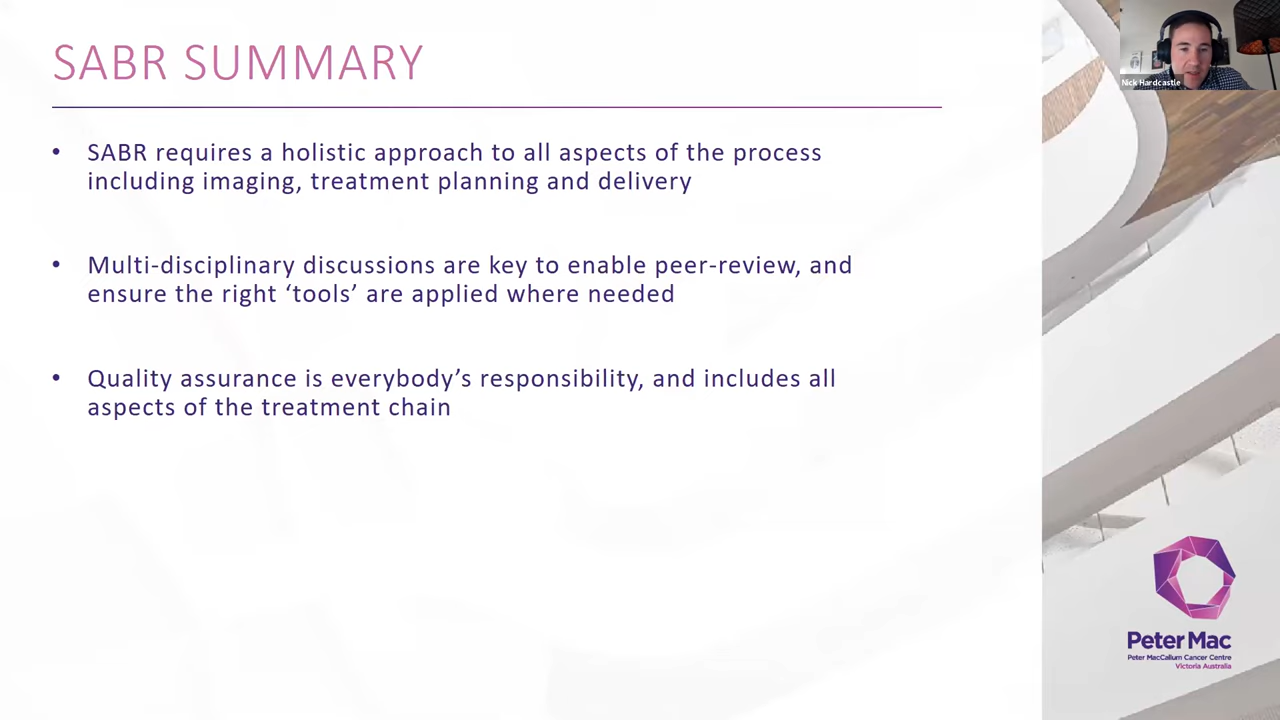 SABR SUMMARY
• SABR requires a holistic approach to all aspects of the process
including imaging, treatment planning and delivery
• Multi-disciplinary discussions are key to enable peer-review, and
ensure the right ‘tools’ are applied where needed
• Quality assurance is everybody’s responsibility, and includes all
aspects of the treatment chain
Nick Hardcastle
Peter Mac
Peter MacCallum Cancer Centre
Victoria Australia